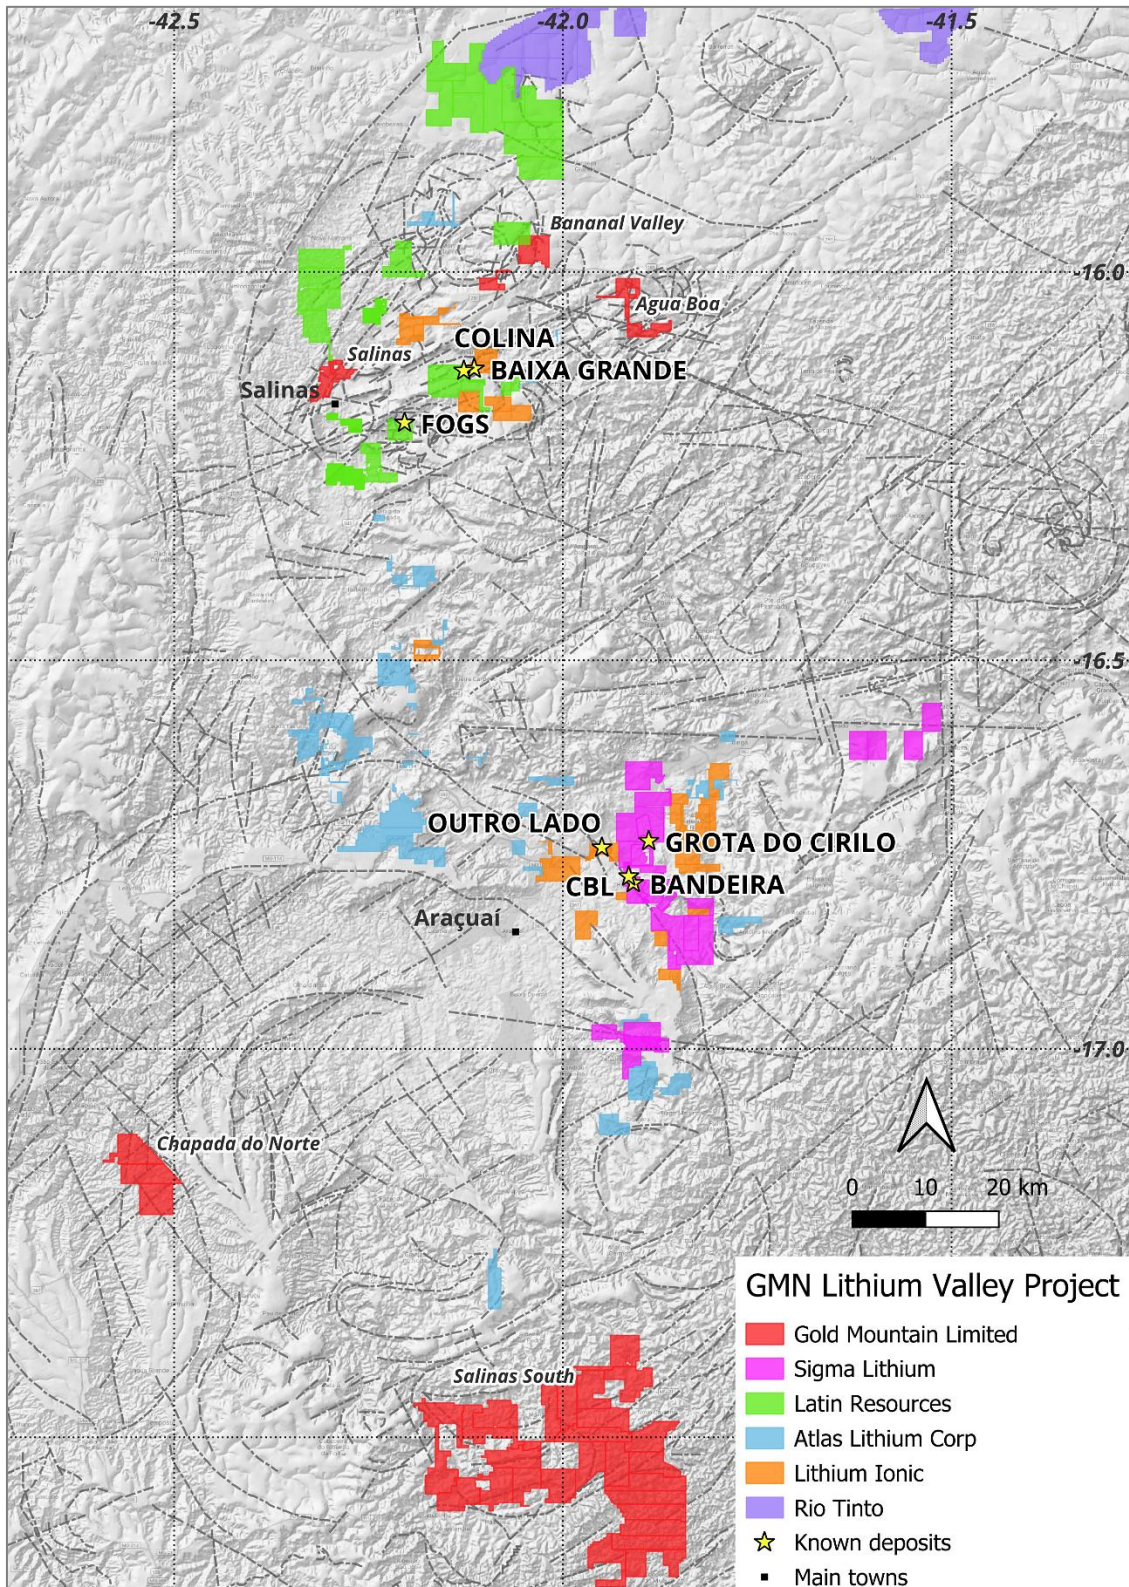 -42.5
-42.0
-41.5
Bananal Valley
-16.0
Agua Boa
COLINA
Salinas
BAIXA GRANDE
Salinas
FOGS
-16.5
OUTRO LADO
GROTA DO CIRILO
CBL
BANDEIRA
Araçuaí
-17.0
Chapada do Norte
0 10 20 km
Salinas South
GMN Lithium Valley Project
Gold Mountain Limited
Sigma Lithium
Latin Resources
Atlas Lithium Corp
Lithium Ionic
Rio Tinto
Known deposits
Main towns